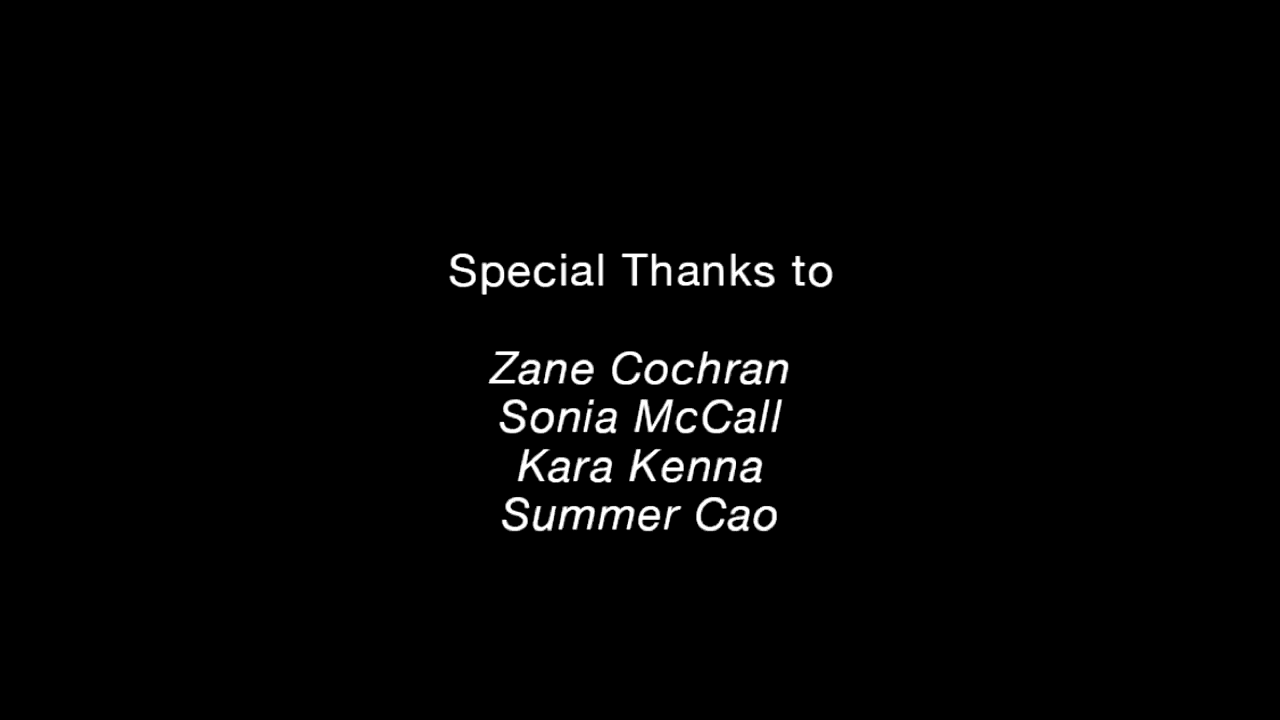 Special Thanks to
Zane Cochran
Sonia McCall
Kara Kenna
Summer Cao